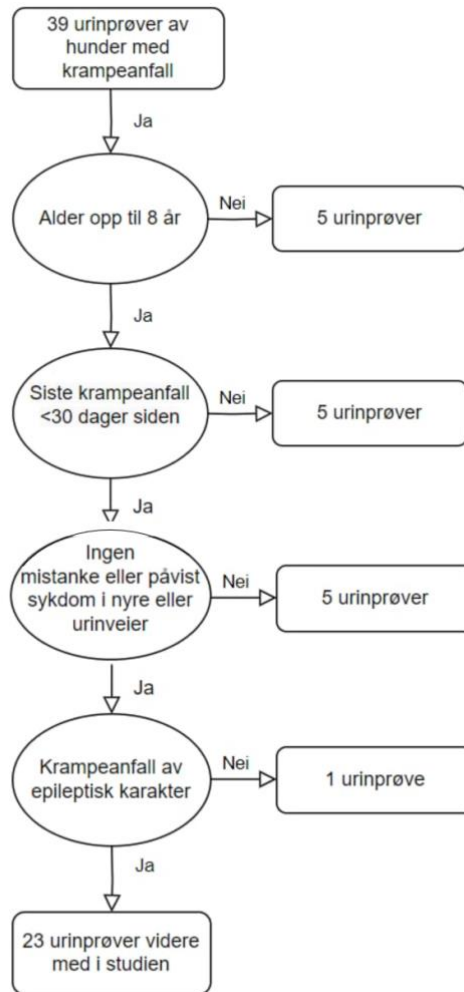 39 urinprøver av
hunder med
krampeanfall
Ja
Alder opp til 8 år
Nei
5 urinprøver
Ja
Siste krampeanfall
<30 dager siden
Nei
5 urinprøver
Ja
Ingen
mistanke eller påvist
sykdom i nyre eller
urinveier
Nei
5 urinprøver
Ja
Krampeanfall av
epileptisk karakter
Nei
1 urinprøve
Ja
23 urinprøver videre
med i studien